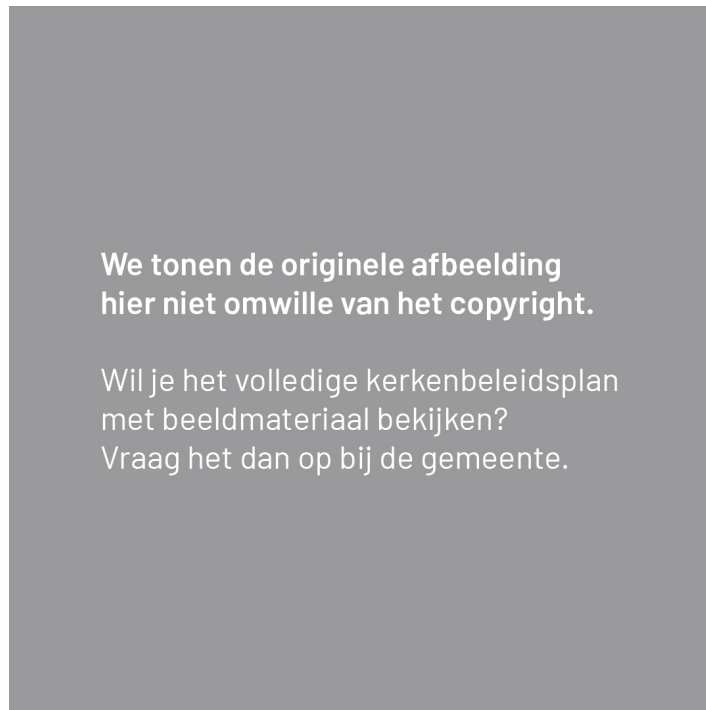 We tonen de originele afbeelding
hier niet omwille van het copyright.
Wil je het volledige kerkenbeleidsplan
met beeldmateriaal bekijken?
Vraag het dan op bij de gemeente.